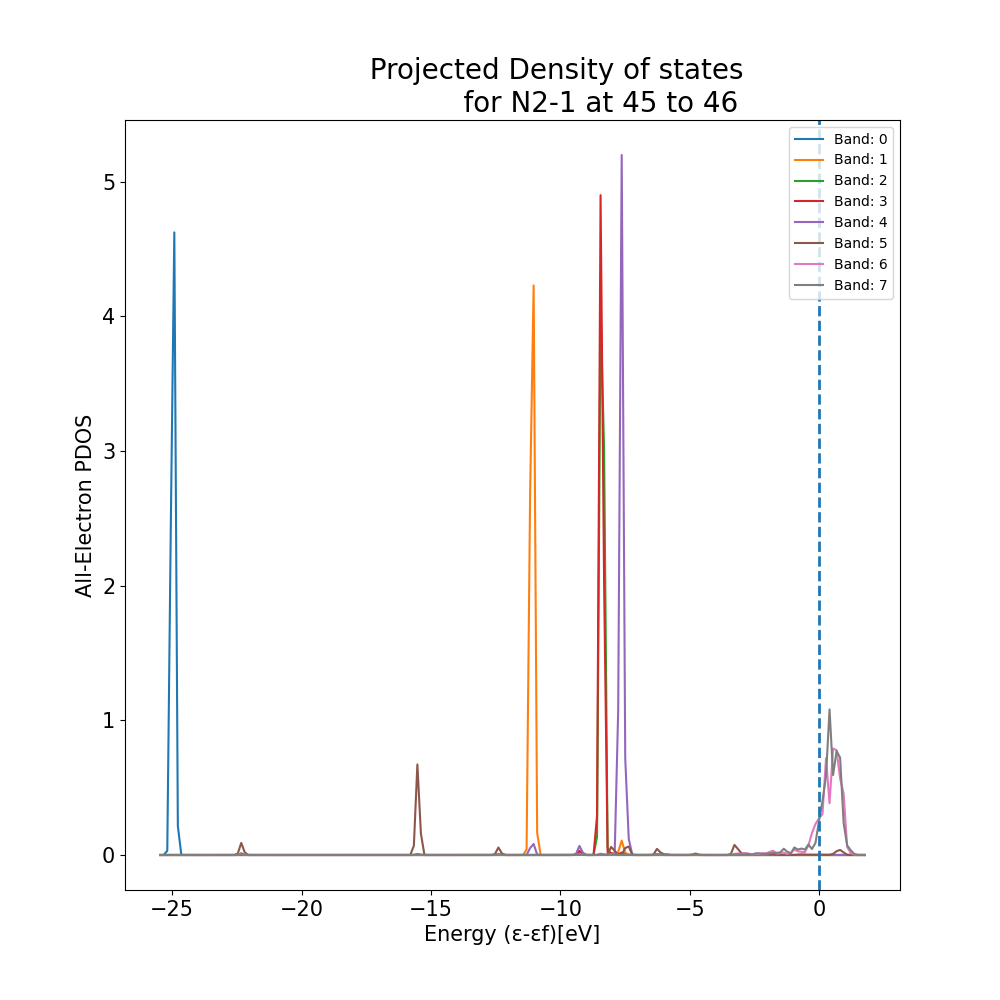 Projected Density of states
for N2-1 at 45 to 46
Band: 0
Band: 1
Band: 2
Band: 3
Band: 4
Band: 5
Band: 6
Band: 7
All-Electron PDOS
5
4
3
2
1
0
−25
−20
−15
−10
−5
0
Energy (ε-εf)[eV]